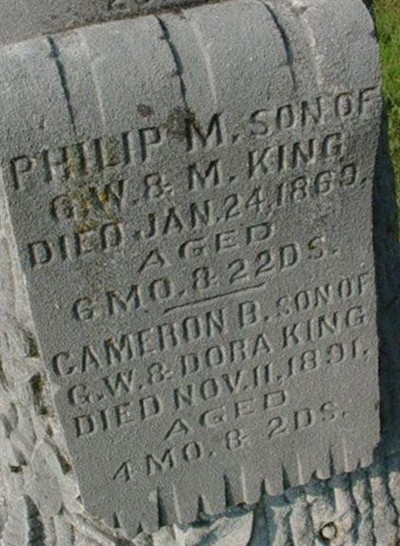 PHILIP M. SON OF
G.W. & M. KING
DIED JAN. 24, 1869.
AGED
6 MO. & 22 DS.
CAMERON B. SON OF
G.W. & DORA KING
DIED NOV. 11, 1891,
AGED
4 MO. & 2 DS.